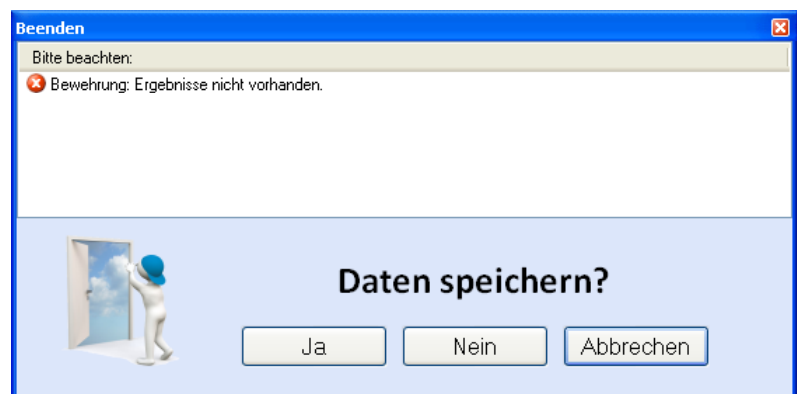 Beenden
Bitte beachten:
Bewehrung: Ergebnisse nicht vorhanden.
Daten speichern?
Ja Nein Abbrechen